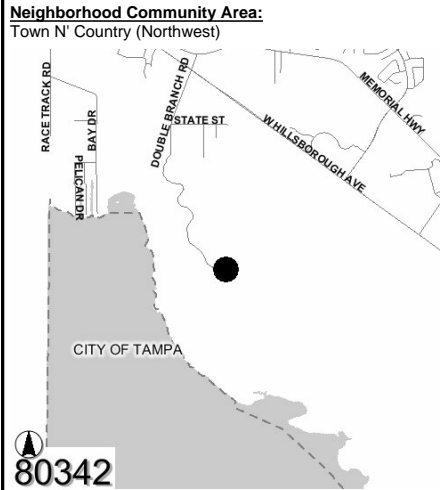 Neighborhood Community Area:
Town N' Country (Northwest)
RACE TRACK RD
BAY DR
PELICAN DR
DOUBLE BRANCH RD
STATE ST
W HILLSBOROUGH AVE
MEMORIAL HWY
CITY OF TAMPA
80342